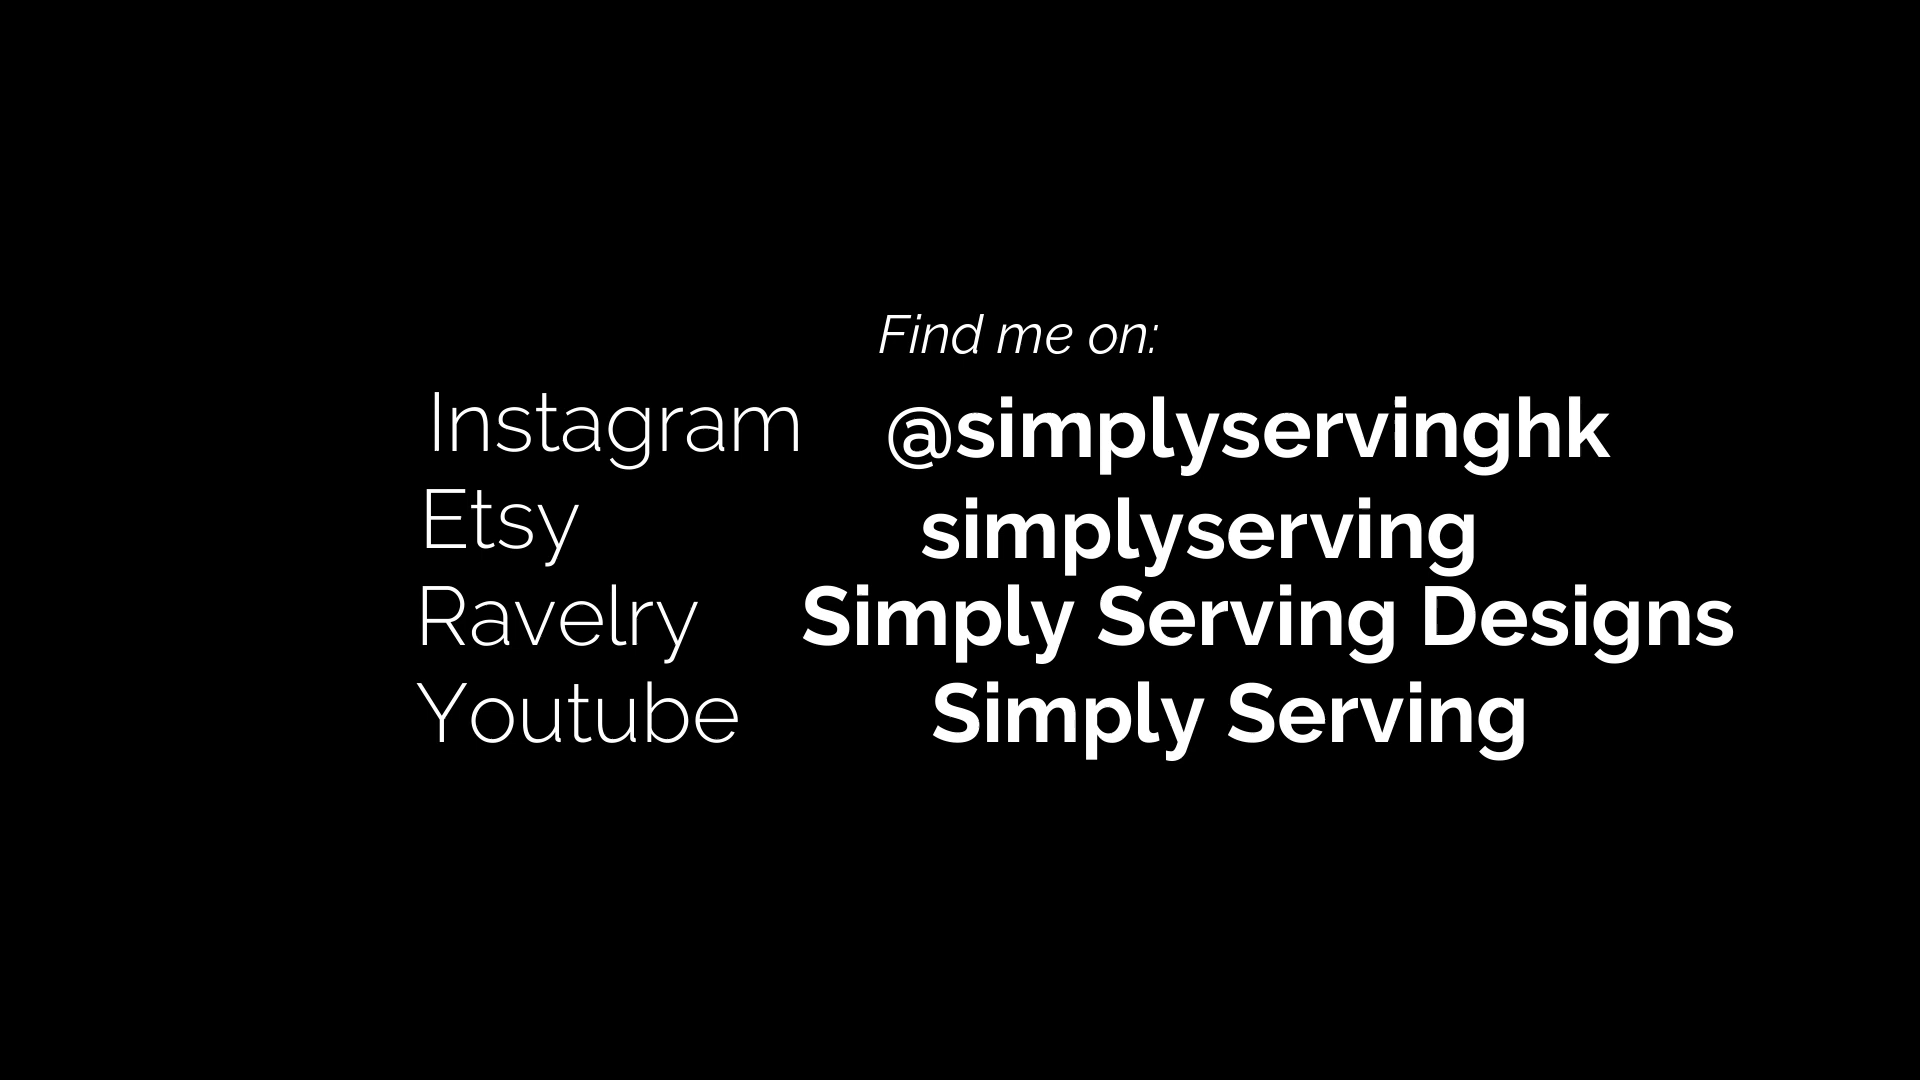 Find me on:
Instagram @simplyservinghk
Etsy simplyserving
Ravelry Simply Serving Designs
Youtube Simply Serving